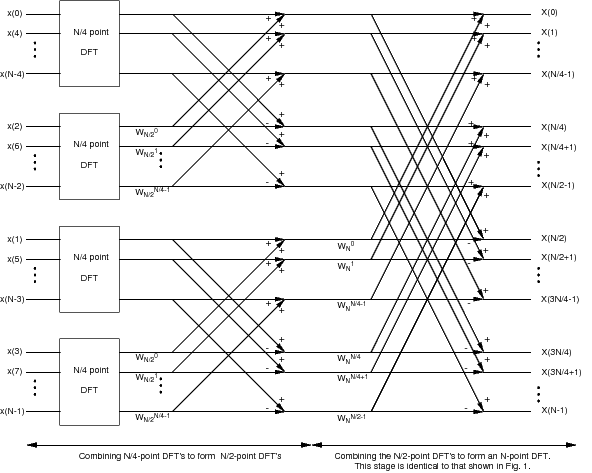 x(0)
x(4)
x(N-4)
N/4 point
DFT
x(2)
x(6)
x(N-2)
N/4 point
DFT
W_{N/2}^0
W_{N/2}^1
W_{N/2}^{N/4-1}
x(1)
x(5)
x(N-3)
N/4 point
DFT
x(3)
x(7)
x(N-1)
N/4 point
DFT
W_{N/2}^0
W_{N/2}^1
W_{N/2}^{N/4-1}
W_N^0
W_N^1
W_N^{N/4-1}
W_N^{N/4}
W_N^{N/4+1}
W_N^{N/2-1}
X(0)
X(1)
X(N/4-1)
X(N/4)
X(N/4+1)
X(N/2-1)
X(N/2)
X(N/2+1)
X(3N/4-1)
X(3N/4)
X(3N/4+1)
X(N-1)
Combining N/4-point DFT's to form N/2-point DFT's
Combining the N/2-point DFT's to form an N-point DFT.
This stage is identical to that shown in Fig. 1.